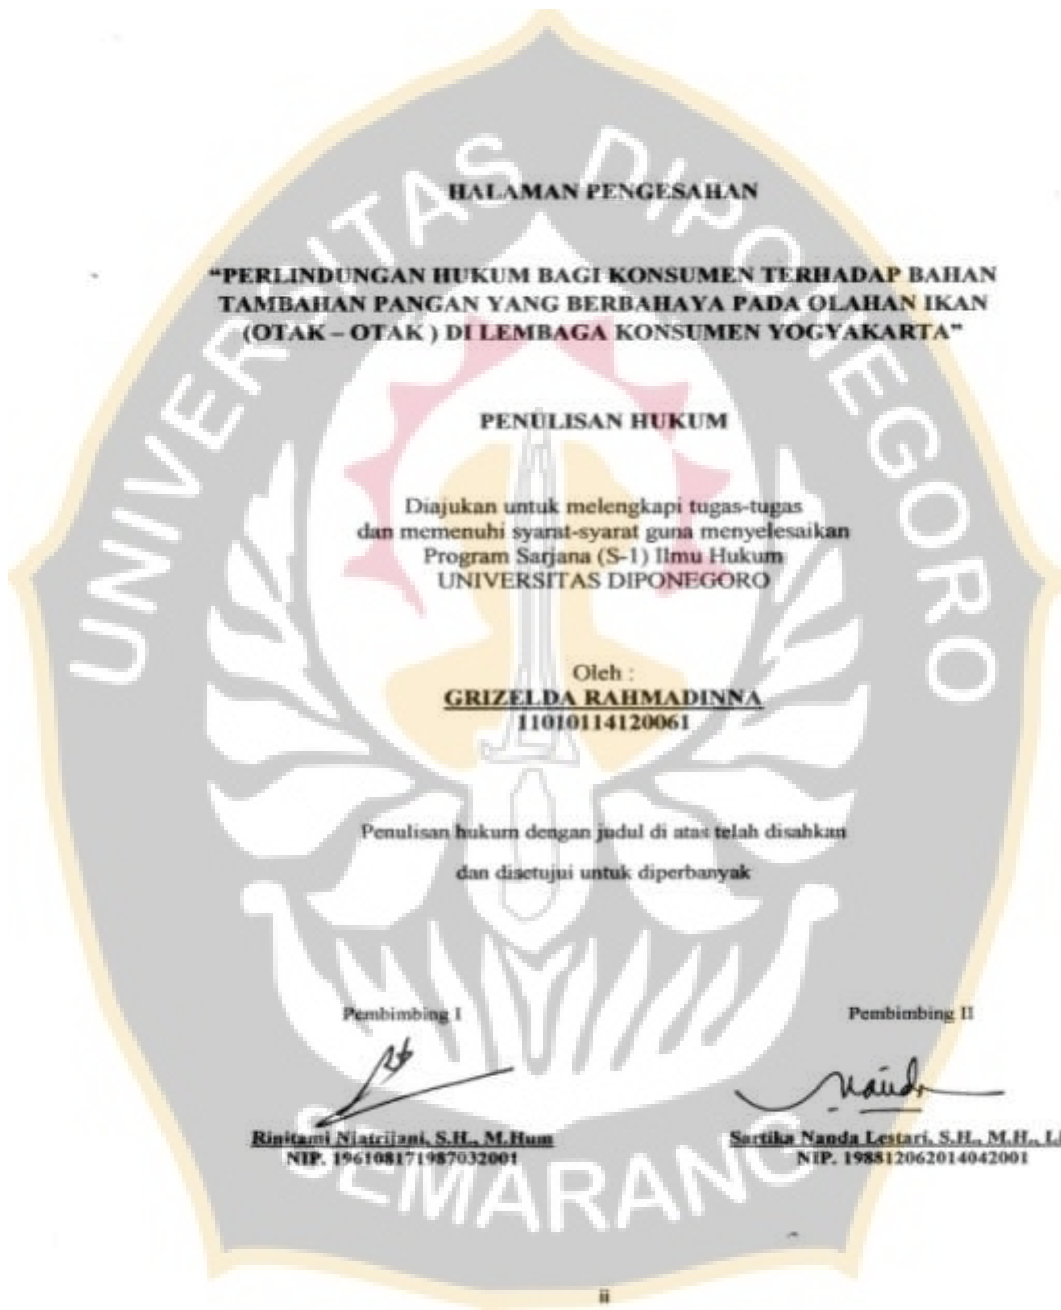 UNIVERSITAS DIPONEGORO
HALAMAN PENGESAHAN
“PERLINDUNGAN HUKUM BAGI KONSUMEN TERHADAP BAHAN
TAMBAHAN PANGAN YANG BERBAHAYA PADA OLAHAN IKAN
(OTAK – OTAK ) DI LEMBAGA KONSUMEN YOGYAKARTA”
PENULISAN HUKUM
Diajukan untuk melengkapi tugas-tugas
dan memenuhi syarat-syarat guna menyelesaikan
Program Sarjana (S-1) Ilmu Hukum
UNIVERSITAS DIPONEGORO
Oleh :
GRIZELDA RAHMADINNA
11010114120061
Penulisan hukum dengan judul di atas telah disahkan
dan disetujui untuk diperbanyak
Pembimbing I
Pembimbing II
Rinitami Njatrijani, S.H., M.Hum
NIP. 196108171987032001
Sartika Nanda Lestari, S.H., M.H.,
NIP. 198812062014042001
SEMARANG
ii